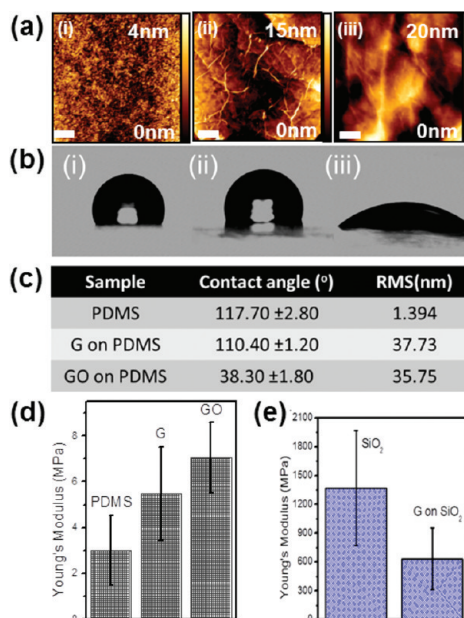 (a)
(i) 4nm 0nm
(ii) 15nm 0nm
(iii) 20nm 0nm
(b)
(i) (ii) (iii)
(c)
Sample Contact angle (°) RMS(nm)
PDMS 117.70 ±2.80 1.394
G on PDMS 110.40 ±1.20 37.73
GO on PDMS 38.30 ±1.80 35.75
(d)
Young's Modulus (MPa)
8
6
4
2
0
PDMS
G
GO
(e)
Young's Modulus (MPa)
2100
1800
1500
1200
900
600
300
0
SiO₂
G on SiO₂